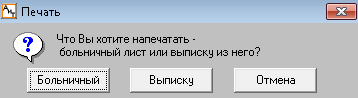 Печать
Что Вы хотите напечатать -
больничный лист или выписку из него?
Больничный
Выписку
Отмена